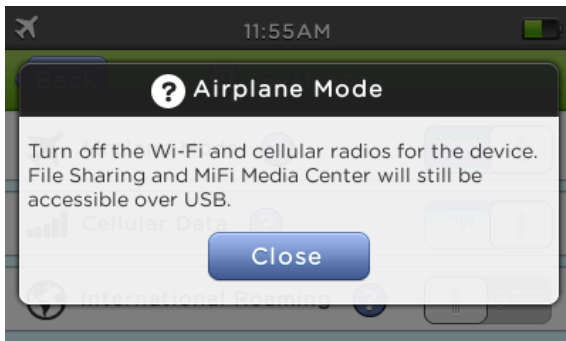 11:55AM
Back
? Airplane Mode
Turn off the Wi-Fi and cellular radios for the device.
File Sharing and MiFi Media Center will still be
accessible over USB.
Cellular Data ?
Close
International Roaming ?